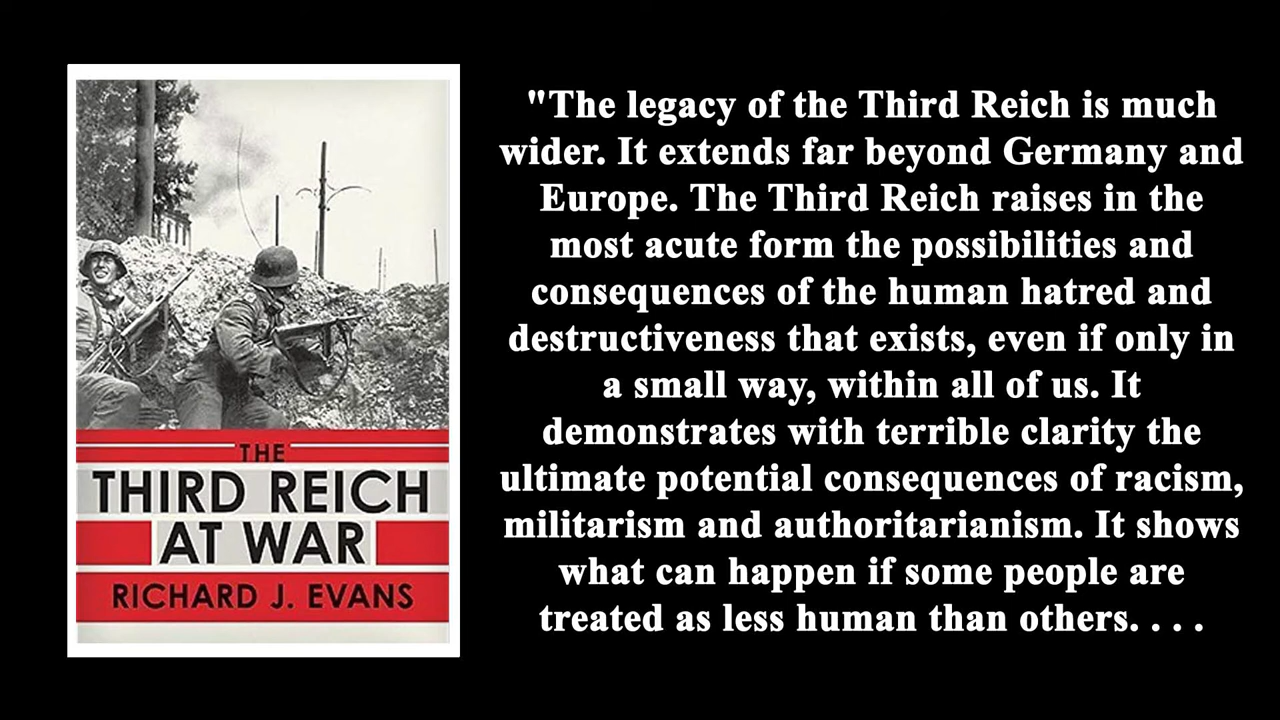 THE
THIRD REICH
AT WAR
RICHARD J. EVANS
"The legacy of the Third Reich is much
wider. It extends far beyond Germany and
Europe. The Third Reich raises in the
most acute form the possibilities and
consequences of the human hatred and
destructiveness that exists, even if only in
a small way, within all of us. It
demonstrates with terrible clarity the
ultimate potential consequences of racism,
militarism and authoritarianism. It shows
what can happen if some people are
treated as less human than others. . . .